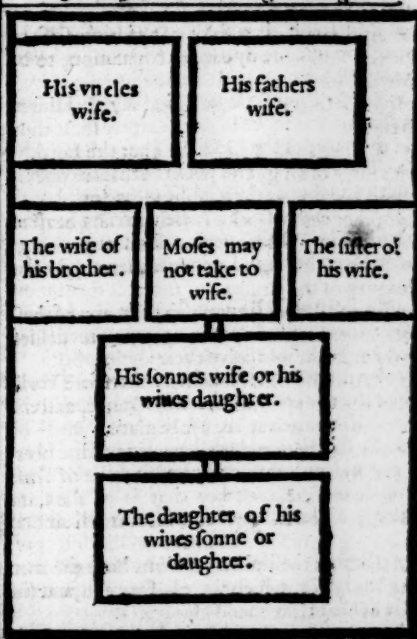 His vncles
wife.
His fathers
wife.
The wife of
his brother.
Moſes may
not take to
wife.
The ſiſter of
his wife.
His ſonnes wife or his
wiues daughter.
The daughter of his
wiues ſonne or
daughter.